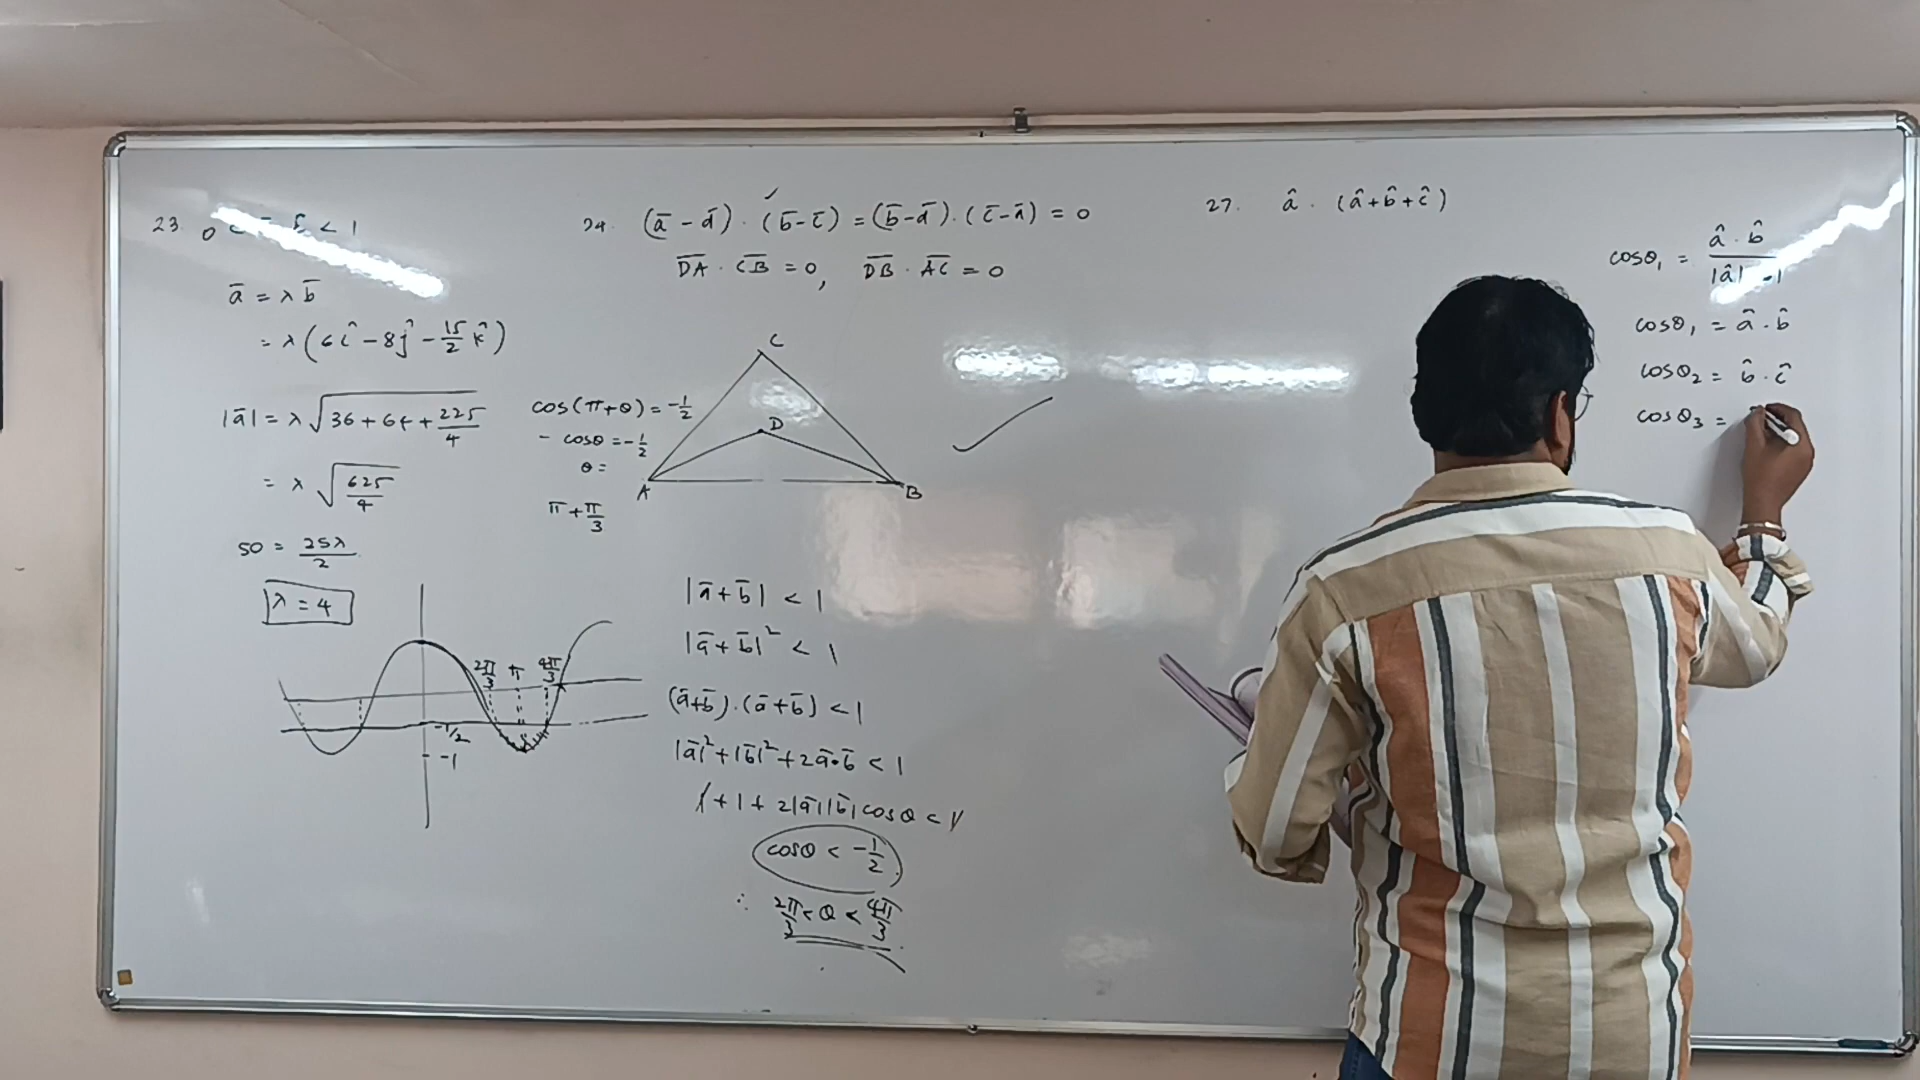 23. 0 < 1
ā = λ b̄
= λ (6î - 8ĵ - 15/2 k̂)
|ā| = λ √(36 + 64 + 225/4)
= λ √(625/4)
50 = 25λ/2
λ = 4
2π/3 π 4π/3
-1/2
-1
24. (ā - d̄) . (b̄ - c̄) = (b̄ - d̄) . (c̄ - ā) = 0
DA . CB = 0, DB . AC = 0
cos(π+θ) = -1/2
- cosθ = -1/2
θ =
π + π/3
C
D
A
B
|ā + b̄| < 1
|ā + b̄|² < 1
(ā+b̄) . (ā+b̄) < 1
|ā|² + |b̄|² + 2ā·b̄ < 1
1 + 1 + 2|ā||b̄| cosθ < 1
cosθ < -1/2
∴ 2π/3 < θ < 4π/3
27. â . (â + b̂ + ĉ)
cosθ₁ = â . b̂ / |â|
cosθ₁ = â . b̂
cosθ₂ = b̂ . ĉ
cosθ₃ =